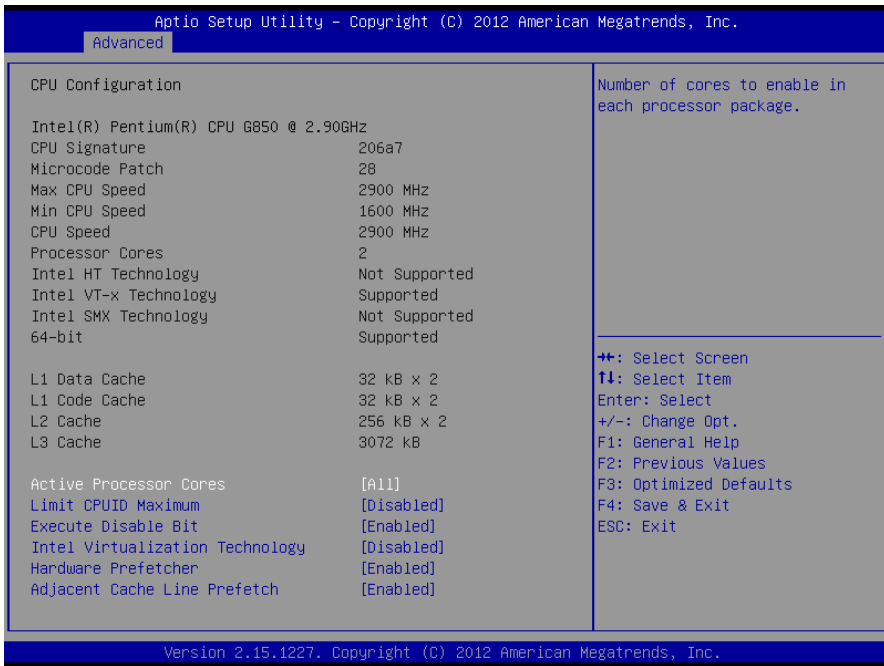 Aptio Setup Utility – Copyright (C) 2012 American Megatrends, Inc.
Advanced
CPU Configuration
Intel(R) Pentium(R) CPU G850 @ 2.90GHz
CPU Signature 206a7
Microcode Patch 28
Max CPU Speed 2900 MHz
Min CPU Speed 1600 MHz
CPU Speed 2900 MHz
Processor Cores 2
Intel HT Technology Not Supported
Intel VT-x Technology Supported
Intel SMX Technology Not Supported
64-bit Supported
L1 Data Cache 32 kB x 2
L1 Code Cache 32 kB x 2
L2 Cache 256 kB x 2
L3 Cache 3072 kB
Active Processor Cores [All]
Limit CPUID Maximum [Disabled]
Execute Disable Bit [Enabled]
Intel Virtualization Technology [Disabled]
Hardware Prefetcher [Enabled]
Adjacent Cache Line Prefetch [Enabled]
Number of cores to enable in
each processor package.
→←: Select Screen
↑↓: Select Item
Enter: Select
+/-: Change Opt.
F1: General Help
F2: Previous Values
F3: Optimized Defaults
F4: Save & Exit
ESC: Exit
Version 2.15.1227. Copyright (C) 2012 American Megatrends, Inc.